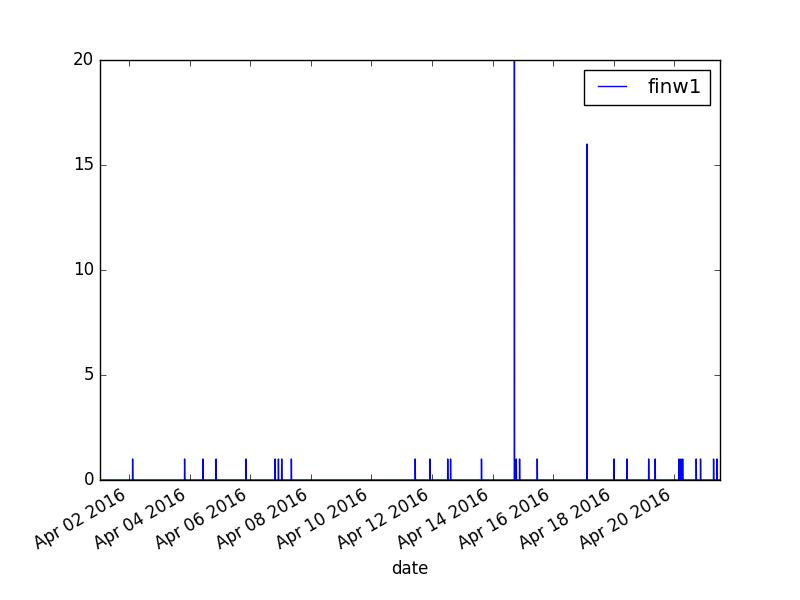 20
finw1
15
10
5
0
Apr 02 2016
Apr 04 2016
Apr 06 2016
Apr 08 2016
Apr 10 2016
Apr 12 2016
Apr 14 2016
Apr 16 2016
Apr 18 2016
Apr 20 2016
date